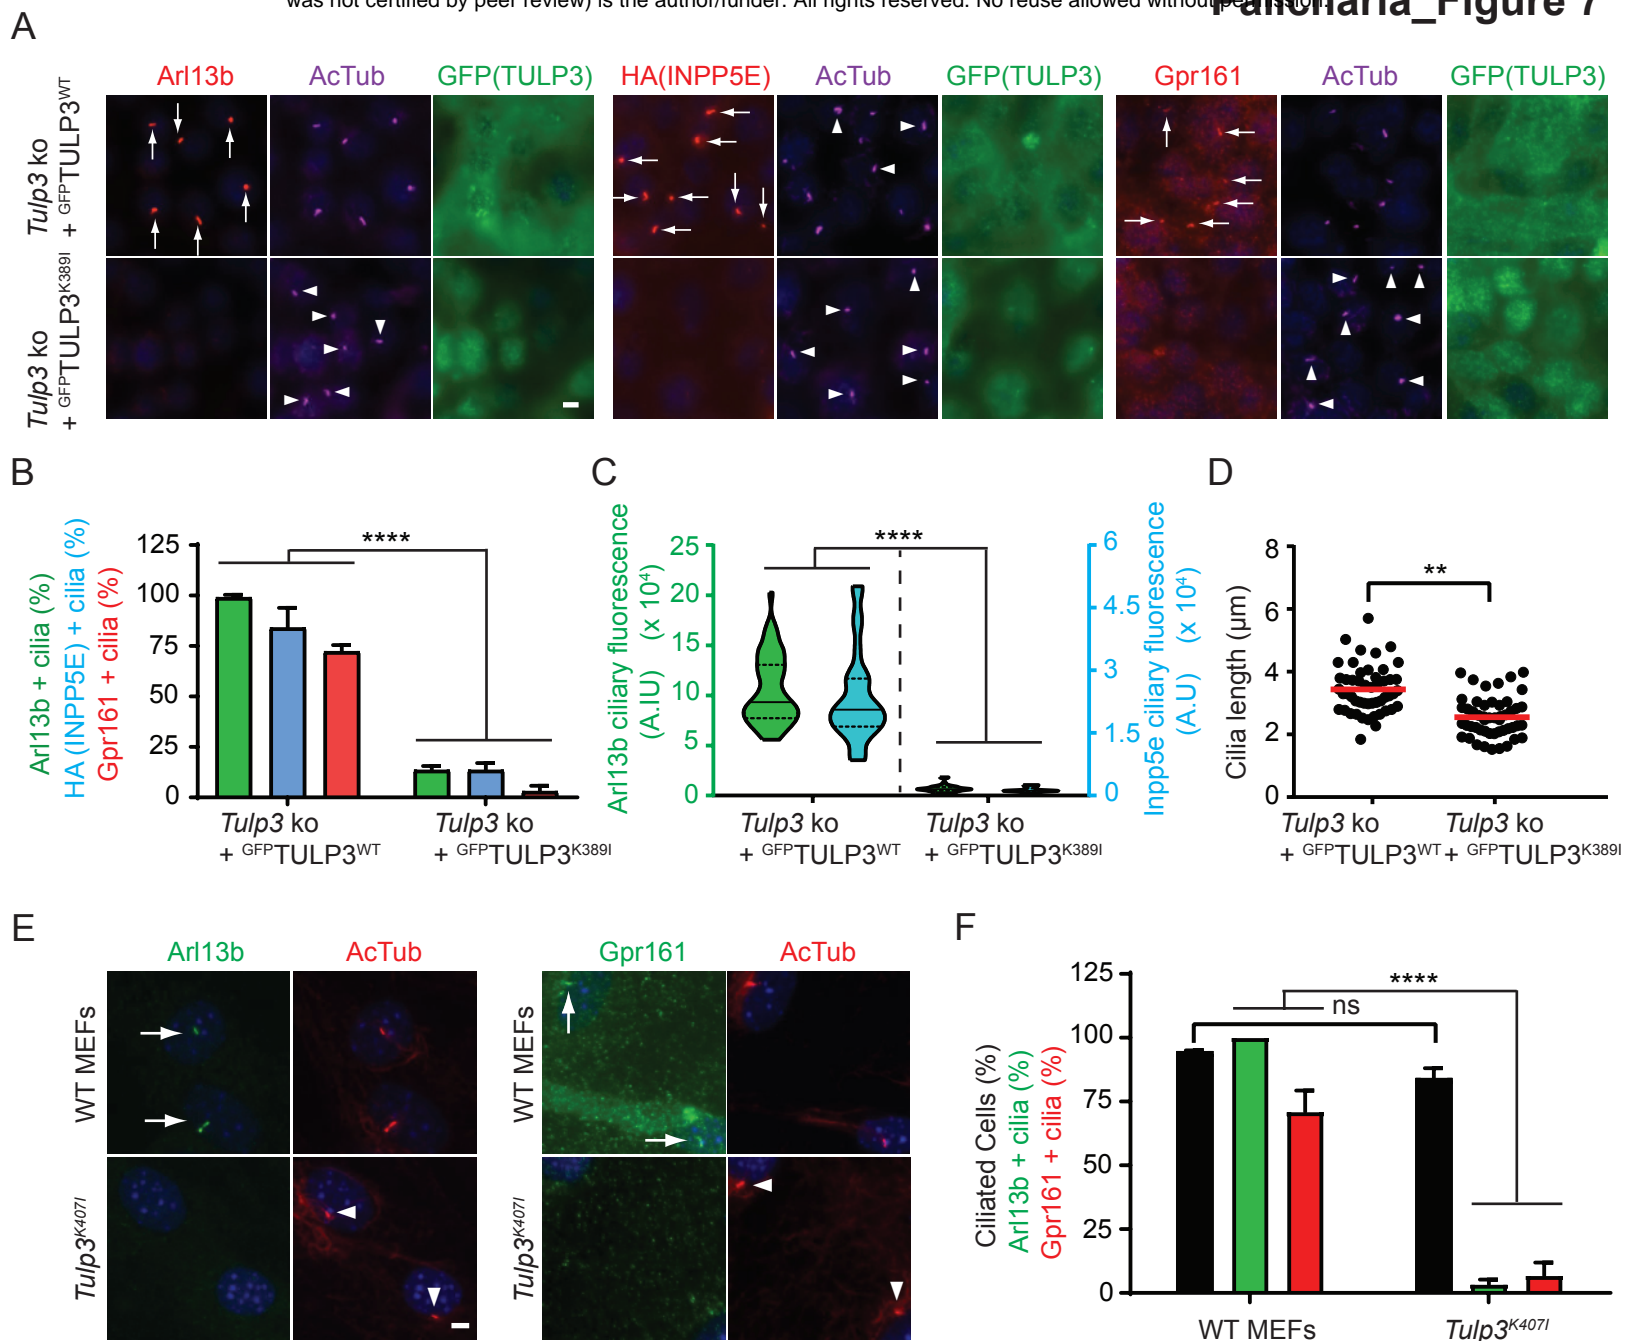 was not certified by peer review) is the author/funder. All rights reserved. No reuse allowed without permission.
Palicharla_Figure 7
A
Arl13b AcTub GFP(TULP3) HA(INPP5E) AcTub GFP(TULP3) Gpr161 AcTub GFP(TULP3)
Tulp3 ko
+ GFPTULP3WT
Tulp3 ko
+ GFPTULP3K389I
B
Arl13b + cilia (%)
HA (INPP5E) + cilia (%)
Gpr161 + cilia (%)
125
100
75
50
25
0
****
Tulp3 ko
+ GFPTULP3WT
Tulp3 ko
+ GFPTULP3K389I
C
Arl13b ciliary fluorescence
(A.IU) (x 10⁴)
25
20
15
10
5
0
****
6
4.5
3
1.5
0
Inpp5e ciliary fluorescence
(A.U) (x 10⁴)
Tulp3 ko
+ GFPTULP3WT
Tulp3 ko
+ GFPTULP3K389I
D
Cilia length (µm)
8
6
4
2
0
**
Tulp3 ko
+ GFPTULP3WT
Tulp3 ko
+ GFPTULP3K389I
E
Arl13b AcTub Gpr161 AcTub
WT MEFs
Tulp3K407I
WT MEFs
Tulp3K407I
F
Ciliated Cells (%)
Arl13b + cilia (%)
Gpr161 + cilia (%)
125
100
75
50
25
0
****
ns
WT MEFs
Tulp3K407I